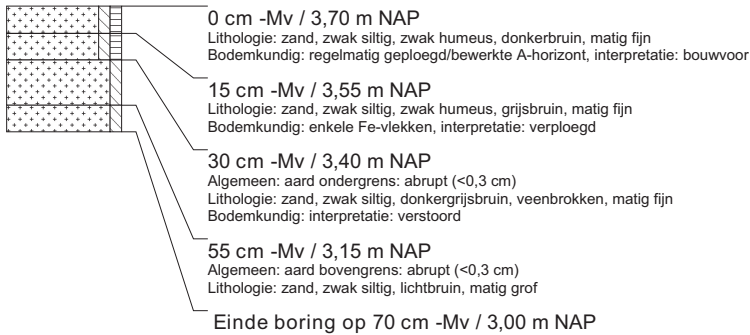 0 cm -Mv / 3,70 m NAP
Lithologie: zand, zwak siltig, zwak humeus, donkerbruin, matig fijn
Bodemkundig: regelmatig geploegd/bewerkte A-horizont, interpretatie: bouwvoor
15 cm -Mv / 3,55 m NAP
Lithologie: zand, zwak siltig, zwak humeus, grijsbruin, matig fijn
Bodemkundig: enkele Fe-vlekken, interpretatie: verploegd
30 cm -Mv / 3,40 m NAP
Algemeen: aard ondergrens: abrupt (<0,3 cm)
Lithologie: zand, zwak siltig, donkergrijsbruin, veenbrokken, matig fijn
Bodemkundig: interpretatie: verstoord
55 cm -Mv / 3,15 m NAP
Algemeen: aard bovengrens: abrupt (<0,3 cm)
Lithologie: zand, zwak siltig, lichtbruin, matig grof
Einde boring op 70 cm -Mv / 3,00 m NAP